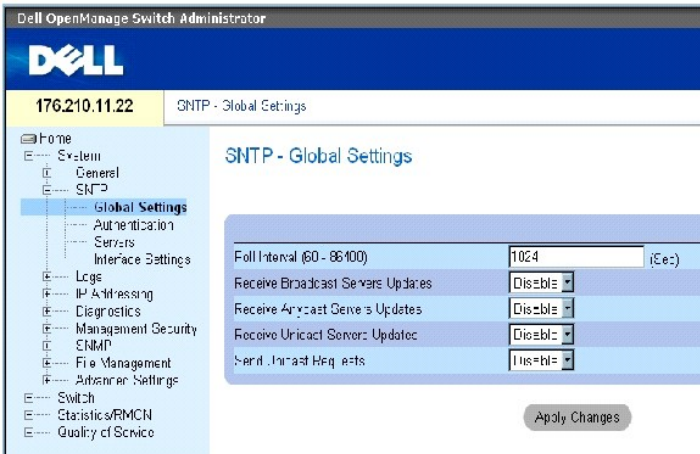 Dell OpenManage Switch Administrator
DELL
176.210.11.22
SNTP - Global Settings
Home
System
General
SNTP
Global Settings
Authentication
Servers
Interface Settings
Logs
IP Addressing
Diagnostics
Management Security
SNMP
File Management
Advanced Settings
Switch
Statistics/RMON
Quality of Service
SNTP - Global Settings
Poll Interval (60 - 86400) 1024 (Sec)
Receive Broadcast Servers Updates Disable
Receive Anycast Servers Updates Disable
Receive Unicast Servers Updates Disable
Send Unicast Requests Disable
Apply Changes